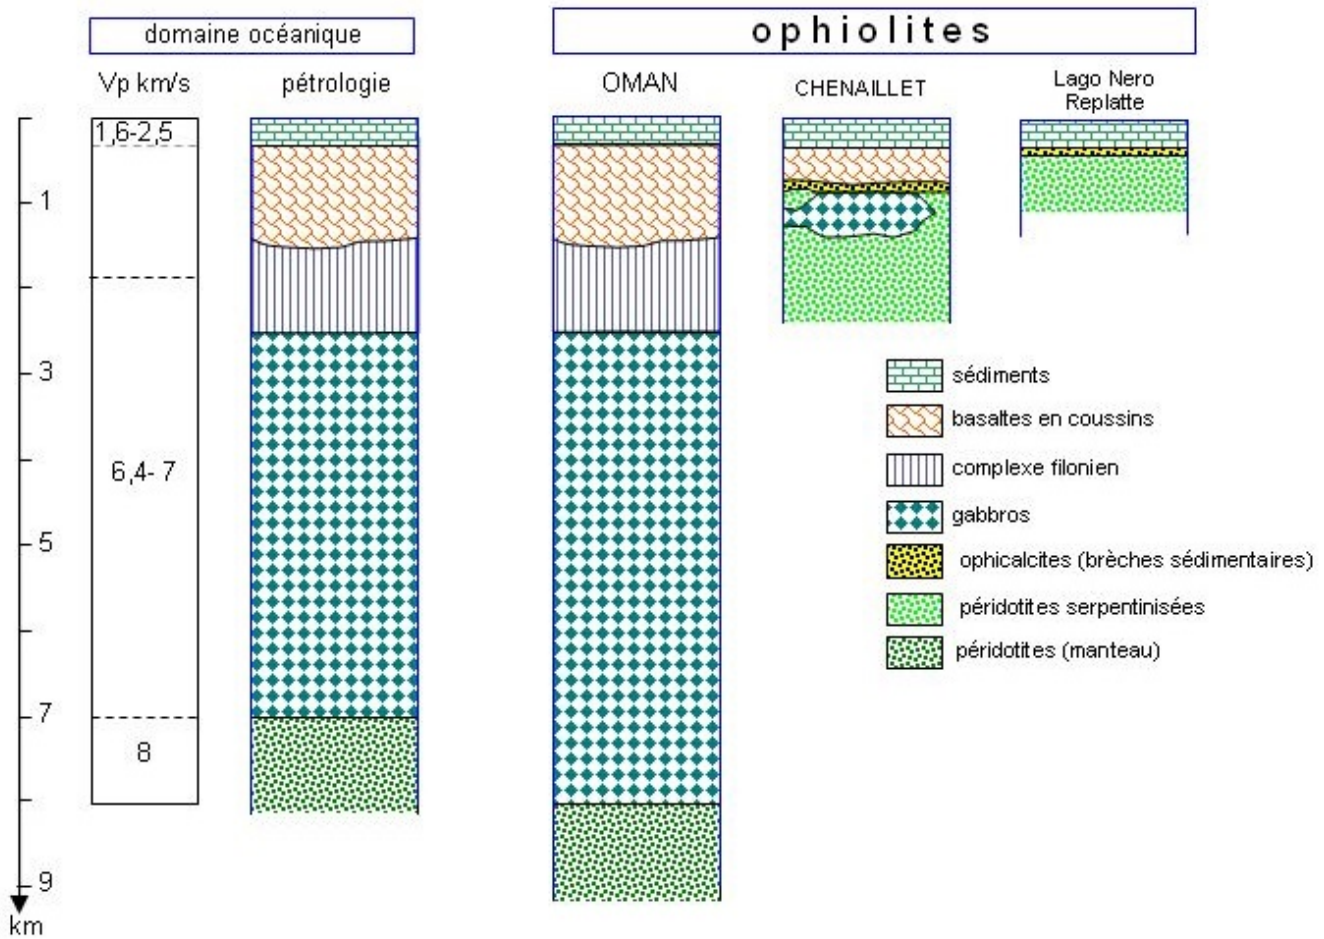 domaine océanique
ophiolites
Vp km/s
pétrologie
OMAN
CHENAILLET
Lago Nero
Replatte
1,6-2,5
6,4- 7
8
1
3
5
7
9
km
sédiments
basaltes en coussins
complexe filonien
gabbros
ophicalcites (brèches sédimentaires)
péridotites serpentinisées
péridotites (manteau)